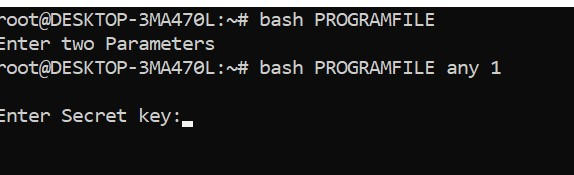 root@DESKTOP-3MA470L:~# bash PROGRAMFILE
Enter two Parameters
root@DESKTOP-3MA470L:~# bash PROGRAMFILE any 1
Enter Secret key: